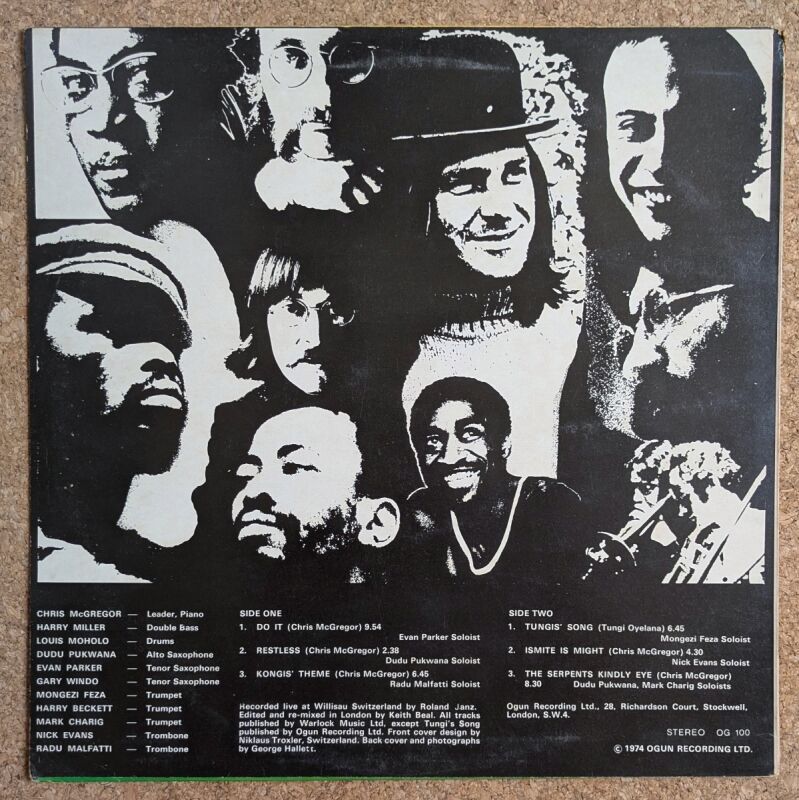 CHRIS McGREGOR — Leader, Piano
HARRY MILLER — Double Bass
LOUIS MOHOLO — Drums
DUDU PUKWANA — Alto Saxophone
EVAN PARKER — Tenor Saxophone
GARY WINDO — Tenor Saxophone
MONGEZI FEZA — Trumpet
HARRY BECKETT — Trumpet
MARK CHARIG — Trumpet
NICK EVANS — Trombone
RADU MALFATTI — Trombone
SIDE ONE
1. DO IT (Chris McGregor) 9.54
Evan Parker Soloist
2. RESTLESS (Chris McGregor) 2.38
Dudu Pukwana Soloist
3. KONGIS' THEME (Chris McGregor) 6.45
Radu Malfatti Soloist
Recorded live at Willisau Switzerland by Roland Janz.
Edited and re-mixed in London by Keith Beal. All tracks
published by Warlock Music Ltd, except Tungi's Song
published by Ogun Recording Ltd. Front cover design by
Niklaus Troxler, Switzerland. Back cover and photographs
by George Hallett.
SIDE TWO
1. TUNGIS' SONG (Tungi Oyelana) 6.45
Mongezi Feza Soloist
2. ISMITE IS MIGHT (Chris McGregor) 4.30
Nick Evans Soloist
3. THE SERPENTS KINDLY EYE (Chris McGregor)
8.30 Dudu Pukwana, Mark Charig Soloists
Ogun Recording Ltd., 28, Richardson Court, Stockwell,
London, S.W.4.
STEREO OG 100
© 1974 OGUN RECORDING LTD.